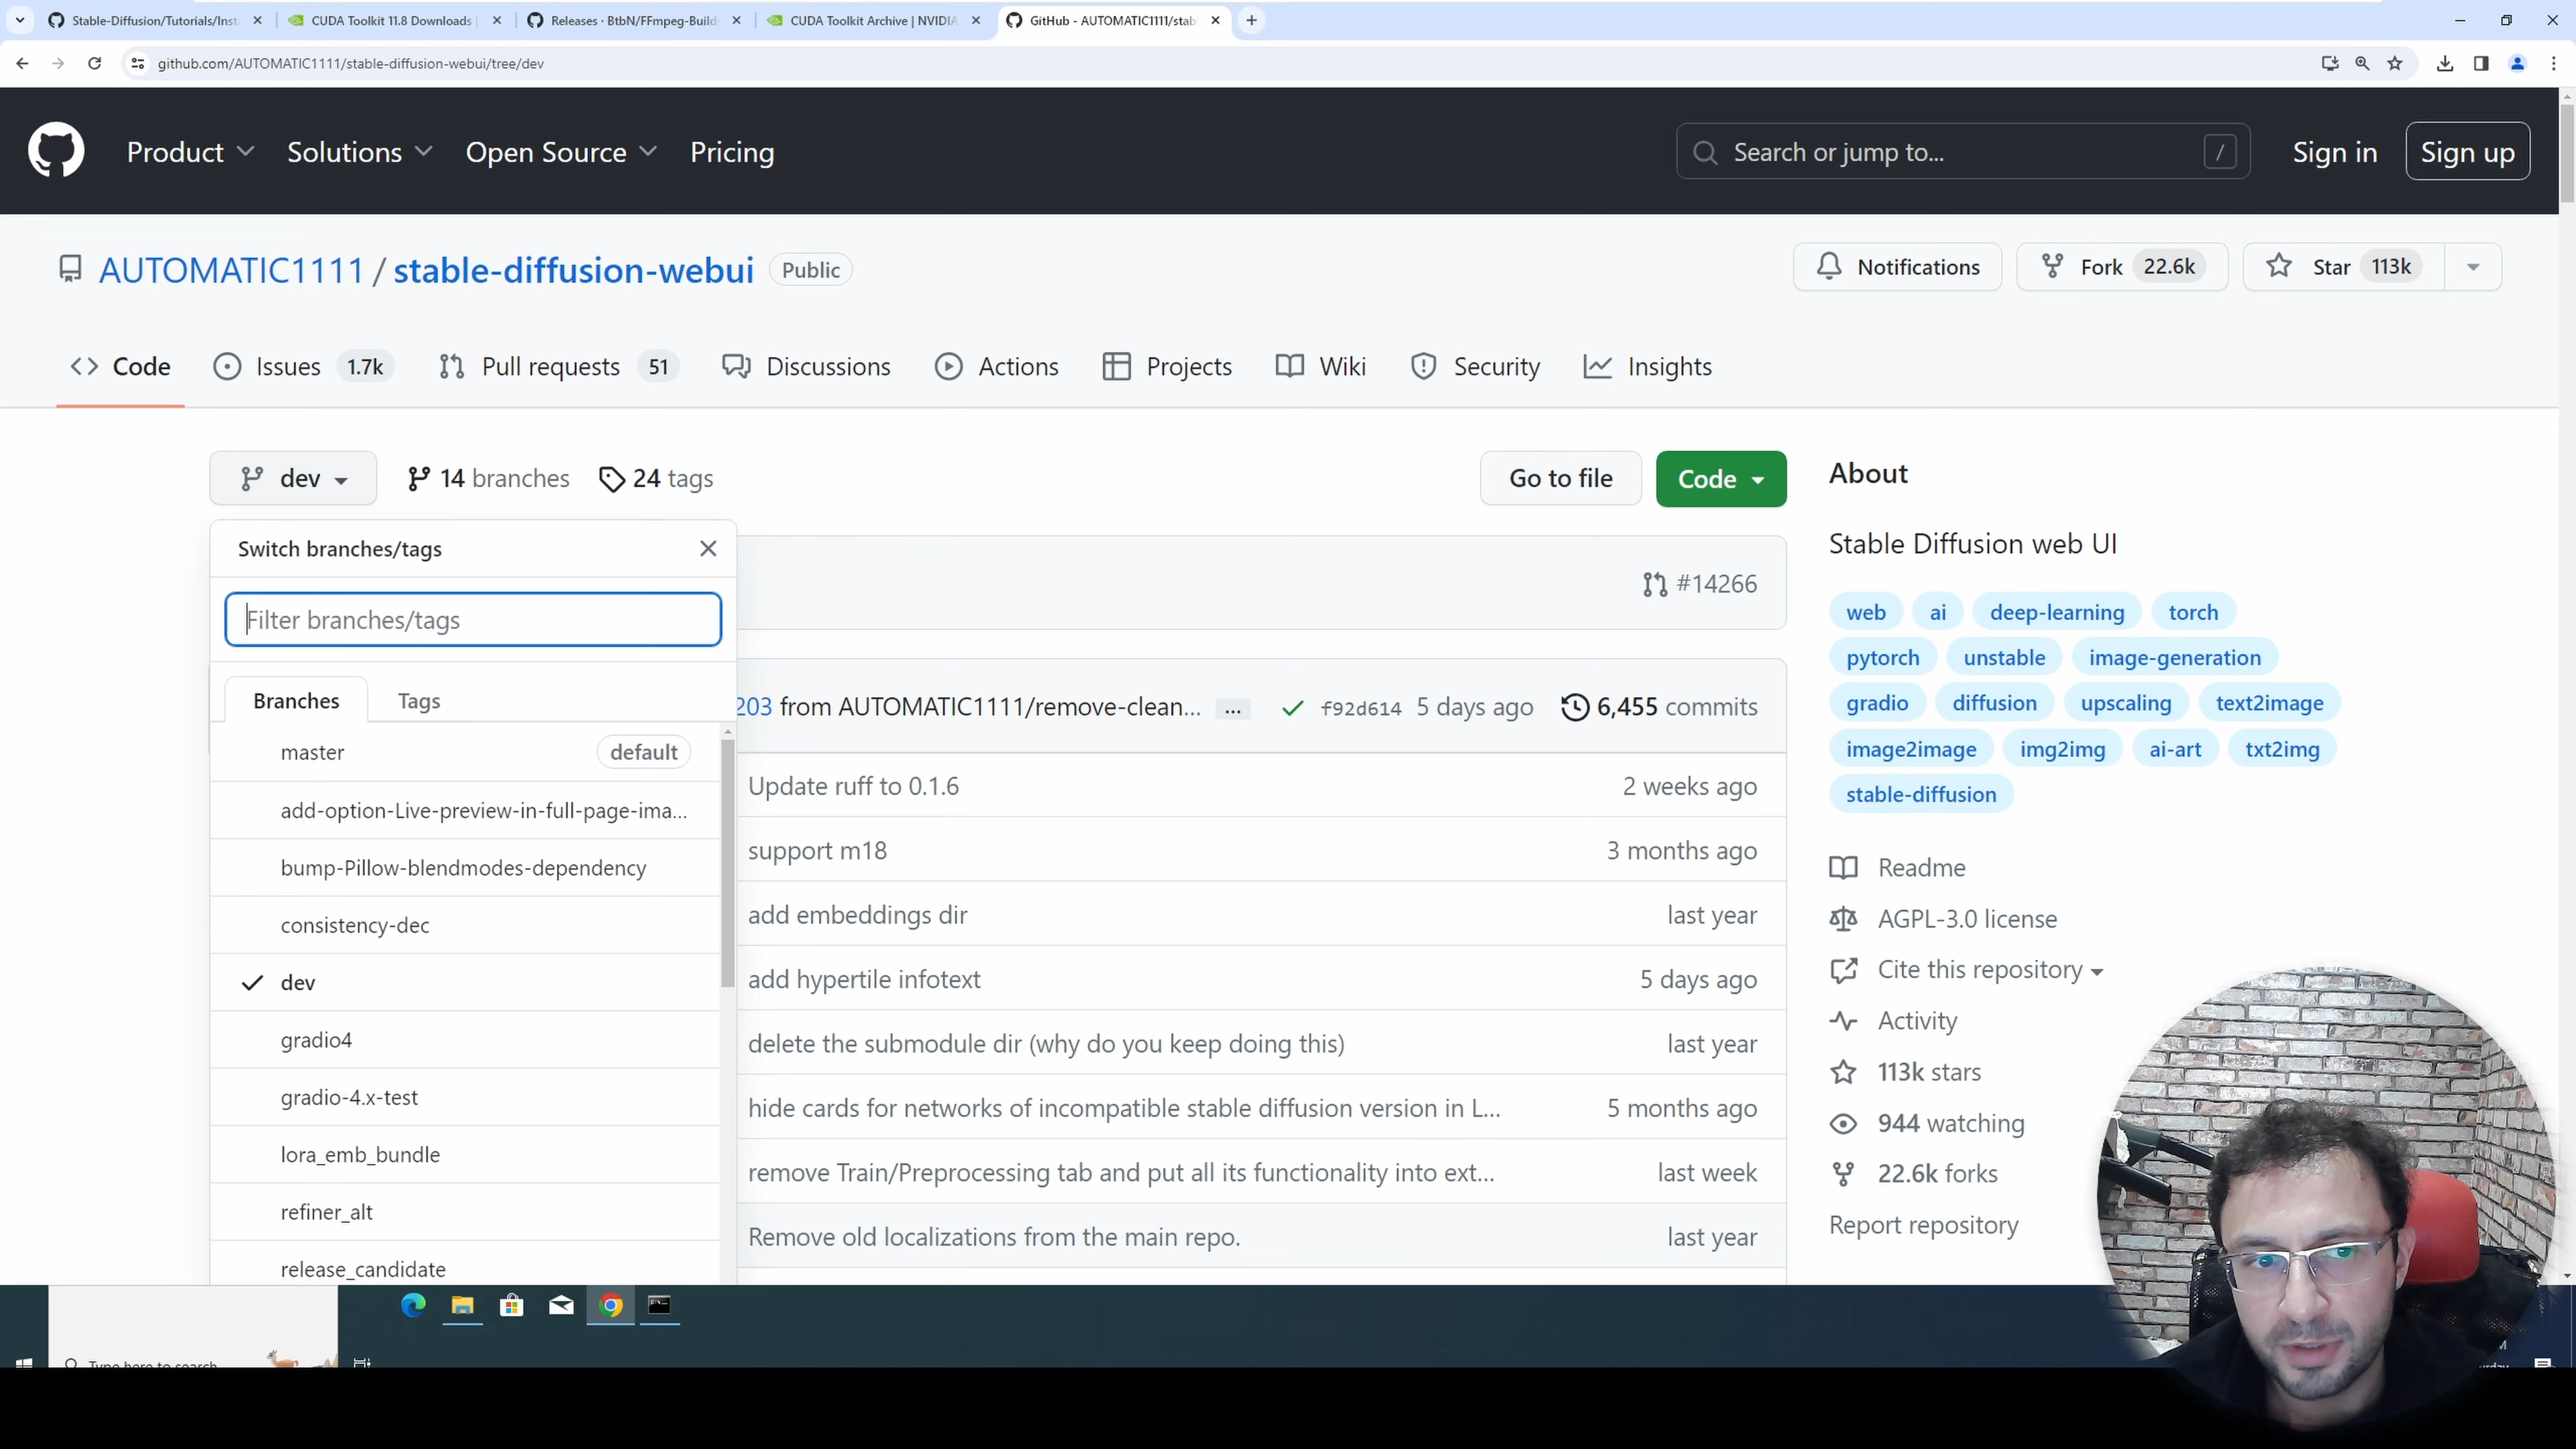 Stable-Diffusion/Tutorials/Inst
CUDA Toolkit 11.8 Downloads
Releases · BtbN/FFmpeg-Build
CUDA Toolkit Archive | NVIDIA
GitHub - AUTOMATIC1111/stab
github.com/AUTOMATIC1111/stable-diffusion-webui/tree/dev
Product
Solutions
Open Source
Pricing
Search or jump to...
/
Sign in
Sign up
AUTOMATIC1111 / stable-diffusion-webui
Public
Notifications
Fork 22.6k
Star 113k
Code
Issues 1.7k
Pull requests 51
Discussions
Actions
Projects
Wiki
Security
Insights
dev
14 branches
24 tags
Go to file
Code
Switch branches/tags
Filter branches/tags
Branches
Tags
master
default
add-option-Live-preview-in-full-page-ima...
bump-Pillow-blendmodes-dependency
consistency-dec
dev
gradio4
gradio-4.x-test
lora_emb_bundle
refiner_alt
release_candidate
#14266
203 from AUTOMATIC1111/remove-clean... ... f92d614 5 days ago 6,455 commits
Update ruff to 0.1.6 2 weeks ago
support m18 3 months ago
add embeddings dir last year
add hypertile infotext 5 days ago
delete the submodule dir (why do you keep doing this) last year
hide cards for networks of incompatible stable diffusion version in L... 5 months ago
remove Train/Preprocessing tab and put all its functionality into ext... last week
Remove old localizations from the main repo. last year
About
Stable Diffusion web UI
web ai deep-learning torch
pytorch unstable image-generation
gradio diffusion upscaling text2image
image2image img2img ai-art txt2img
stable-diffusion
Readme
AGPL-3.0 license
Cite this repository
Activity
113k stars
944 watching
22.6k forks
Report repository
Type here to search